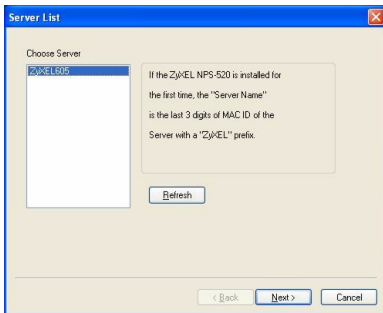 Server List
Choose Server
ZyXEL605
If the ZyXEL NPS-520 is installed for
the first time, the "Server Name"
is the last 3 digits of MAC ID of the
Server with a "ZyXEL" prefix.
Refresh
< Back
Next >
Cancel